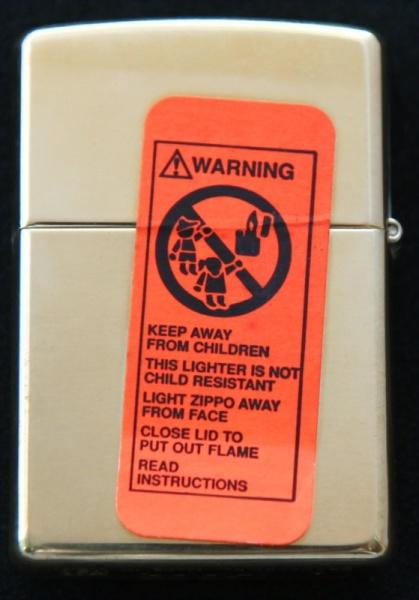 WARNING
KEEP AWAY
FROM CHILDREN
THIS LIGHTER IS NOT
CHILD RESISTANT
LIGHT ZIPPO AWAY
FROM FACE
CLOSE LID TO
PUT OUT FLAME
READ
INSTRUCTIONS